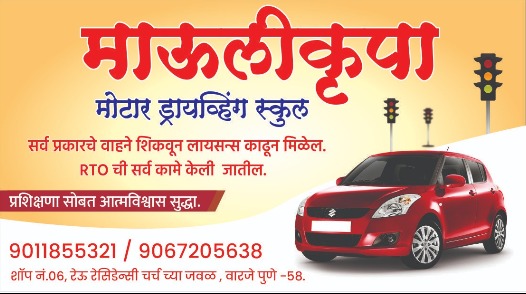 माऊलीकृपा
मोटार ड्रायव्हिंग स्कुल
सर्व प्रकारचे वाहने शिकवून लायसन्स काढून मिळेल.
RTO ची सर्व कामे केली जातील.
प्रशिक्षणा सोबत आत्मविश्वास सुद्धा.
9011855321 / 9067205638
शॉप नं.06, रेऊ रेसिडेन्सी चर्च च्या जवळ , वारजे पुणे -58.